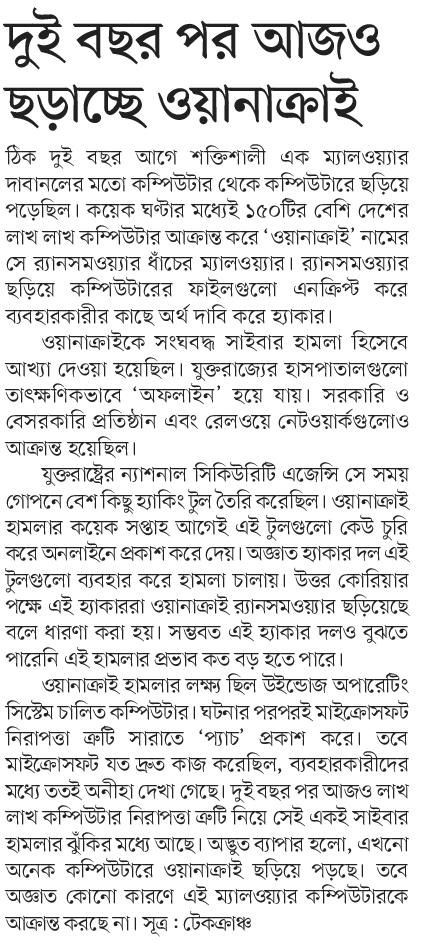 দুই বছর পর আজও
ছড়াচ্ছে ওয়ানাক্রাই
ঠিক দুই বছর আগে শক্তিশালী এক ম্যালওয়্যার
দাবানলের মতো কম্পিউটার থেকে কম্পিউটারে ছড়িয়ে
পড়েছিল। কয়েক ঘণ্টার মধ্যেই ১৫০টির বেশি দেশের
লাখ লাখ কম্পিউটার আক্রান্ত করে ‘ওয়ানাক্রাই’ নামের
সে র‍্যানসমওয়্যার ধাঁচের ম্যালওয়্যার। র‍্যানসমওয়্যার
ছড়িয়ে কম্পিউটারের ফাইলগুলো এনক্রিপ্ট করে
ব্যবহারকারীর কাছে অর্থ দাবি করে হ্যাকার।
ওয়ানাক্রাইকে সংঘবদ্ধ সাইবার হামলা হিসেবে
আখ্যা দেওয়া হয়েছিল। যুক্তরাজ্যের হাসপাতালগুলো
তাৎক্ষণিকভাবে ‘অফলাইন’ হয়ে যায়। সরকারি ও
বেসরকারি প্রতিষ্ঠান এবং রেলওয়ে নেটওয়ার্কগুলোও
আক্রান্ত হয়েছিল।
যুক্তরাষ্ট্রের ন্যাশনাল সিকিউরিটি এজেন্সি সে সময়
গোপনে বেশ কিছু হ্যাকিং টুল তৈরি করেছিল। ওয়ানাক্রাই
হামলার কয়েক সপ্তাহ আগেই এই টুলগুলো কেউ চুরি
করে অনলাইনে প্রকাশ করে দেয়। অজ্ঞাত হ্যাকার দল এই
টুলগুলো ব্যবহার করে হামলা চালায়। উত্তর কোরিয়ার
পক্ষে এই হ্যাকাররা ওয়ানাক্রাই র‍্যানসমওয়্যার ছড়িয়েছে
বলে ধারণা করা হয়। সম্ভবত এই হ্যাকার দলও বুঝতে
পারেনি এই হামলার প্রভাব কত বড় হতে পারে।
ওয়ানাক্রাই হামলার লক্ষ্য ছিল উইন্ডোজ অপারেটিং
সিস্টেম চালিত কম্পিউটার। ঘটনার পরপরই মাইক্রোসফট
নিরাপত্তা ত্রুটি সারাতে ‘প্যাচ’ প্রকাশ করে। তবে
মাইক্রোসফট যত দ্রুত কাজ করেছিল, ব্যবহারকারীদের
মধ্যে ততই অনীহা দেখা গেছে। দুই বছর পর আজও লাখ
লাখ কম্পিউটার নিরাপত্তা ত্রুটি নিয়ে সেই একই সাইবার
হামলার ঝুঁকির মধ্যে আছে। অদ্ভুত ব্যাপার হলো, এখনো
অনেক কম্পিউটারে ওয়ানাক্রাই ছড়িয়ে পড়ছে। তবে
অজ্ঞাত কোনো কারণে এই ম্যালওয়্যার কম্পিউটারকে
আক্রান্ত করছে না। সূত্র : টেকক্রাঞ্চ